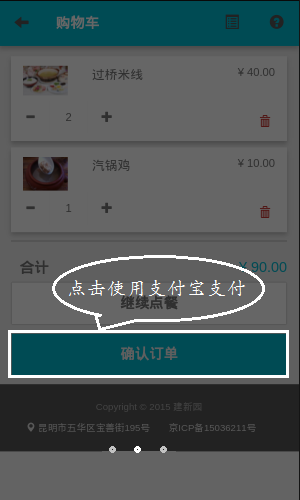 购物车
过桥米线
¥ 40.00
2
汽锅鸡
¥ 10.00
1
合计
¥ 90.00
点击使用支付宝支付
继续点餐
确认订单
Copyright © 2015 建新园
昆明市五华区宝善街195号 京ICP备15036211号